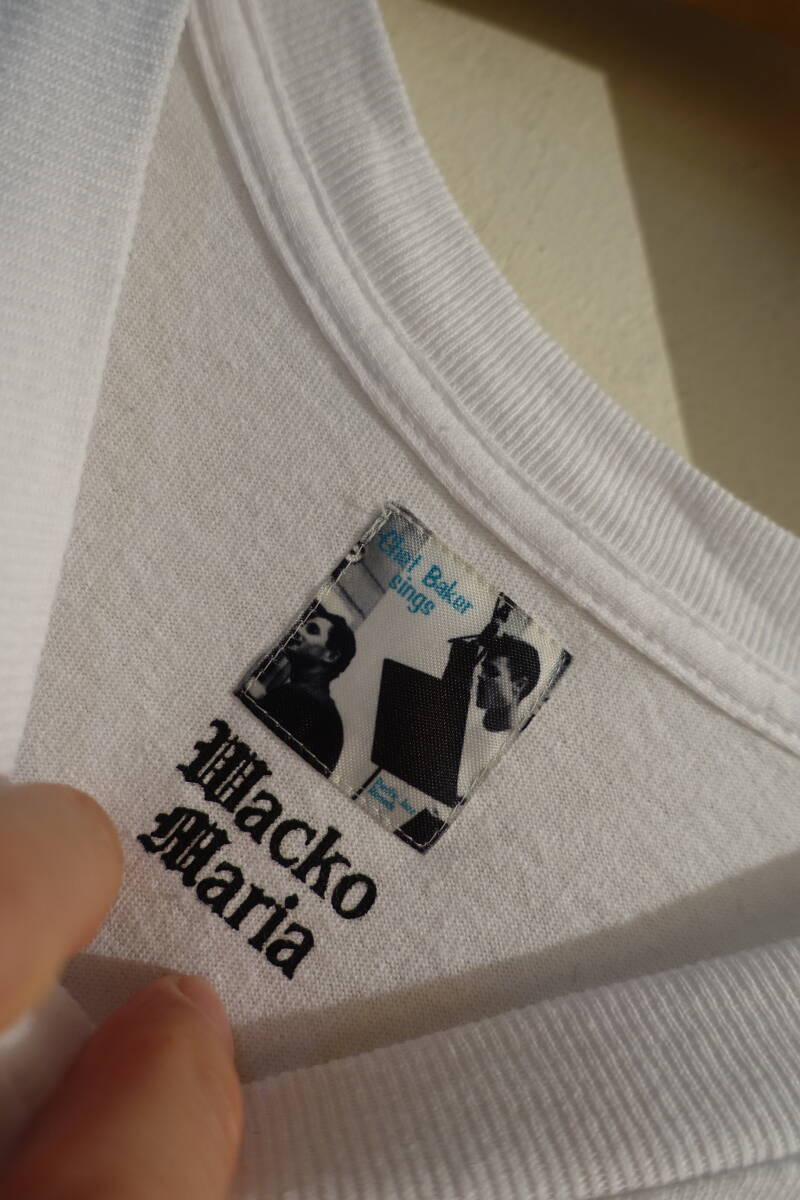 Chet Baker
sings
Wacko
Maria